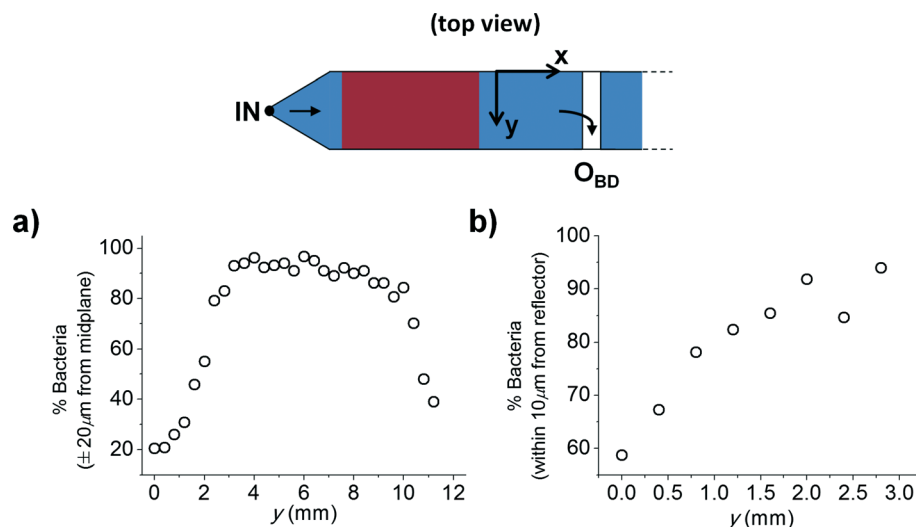 (top view)
x
IN
y
O_BD
a)
b)
% Bacteria
(± 20µm from midplane)
100
80
60
40
20
0 2 4 6 8 10 12
y (mm)
% Bacteria
(within 10µm from reflector)
100
90
80
70
60
0.0 0.5 1.0 1.5 2.0 2.5 3.0
y (mm)